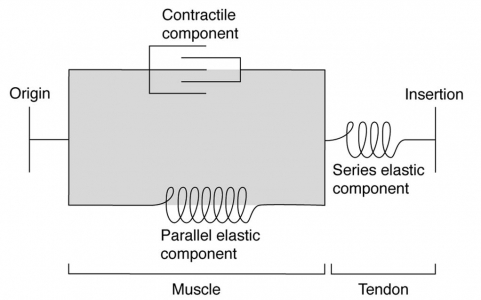 Contractile
component
Origin
Insertion
Series elastic
component
Parallel elastic
component
Muscle
Tendon